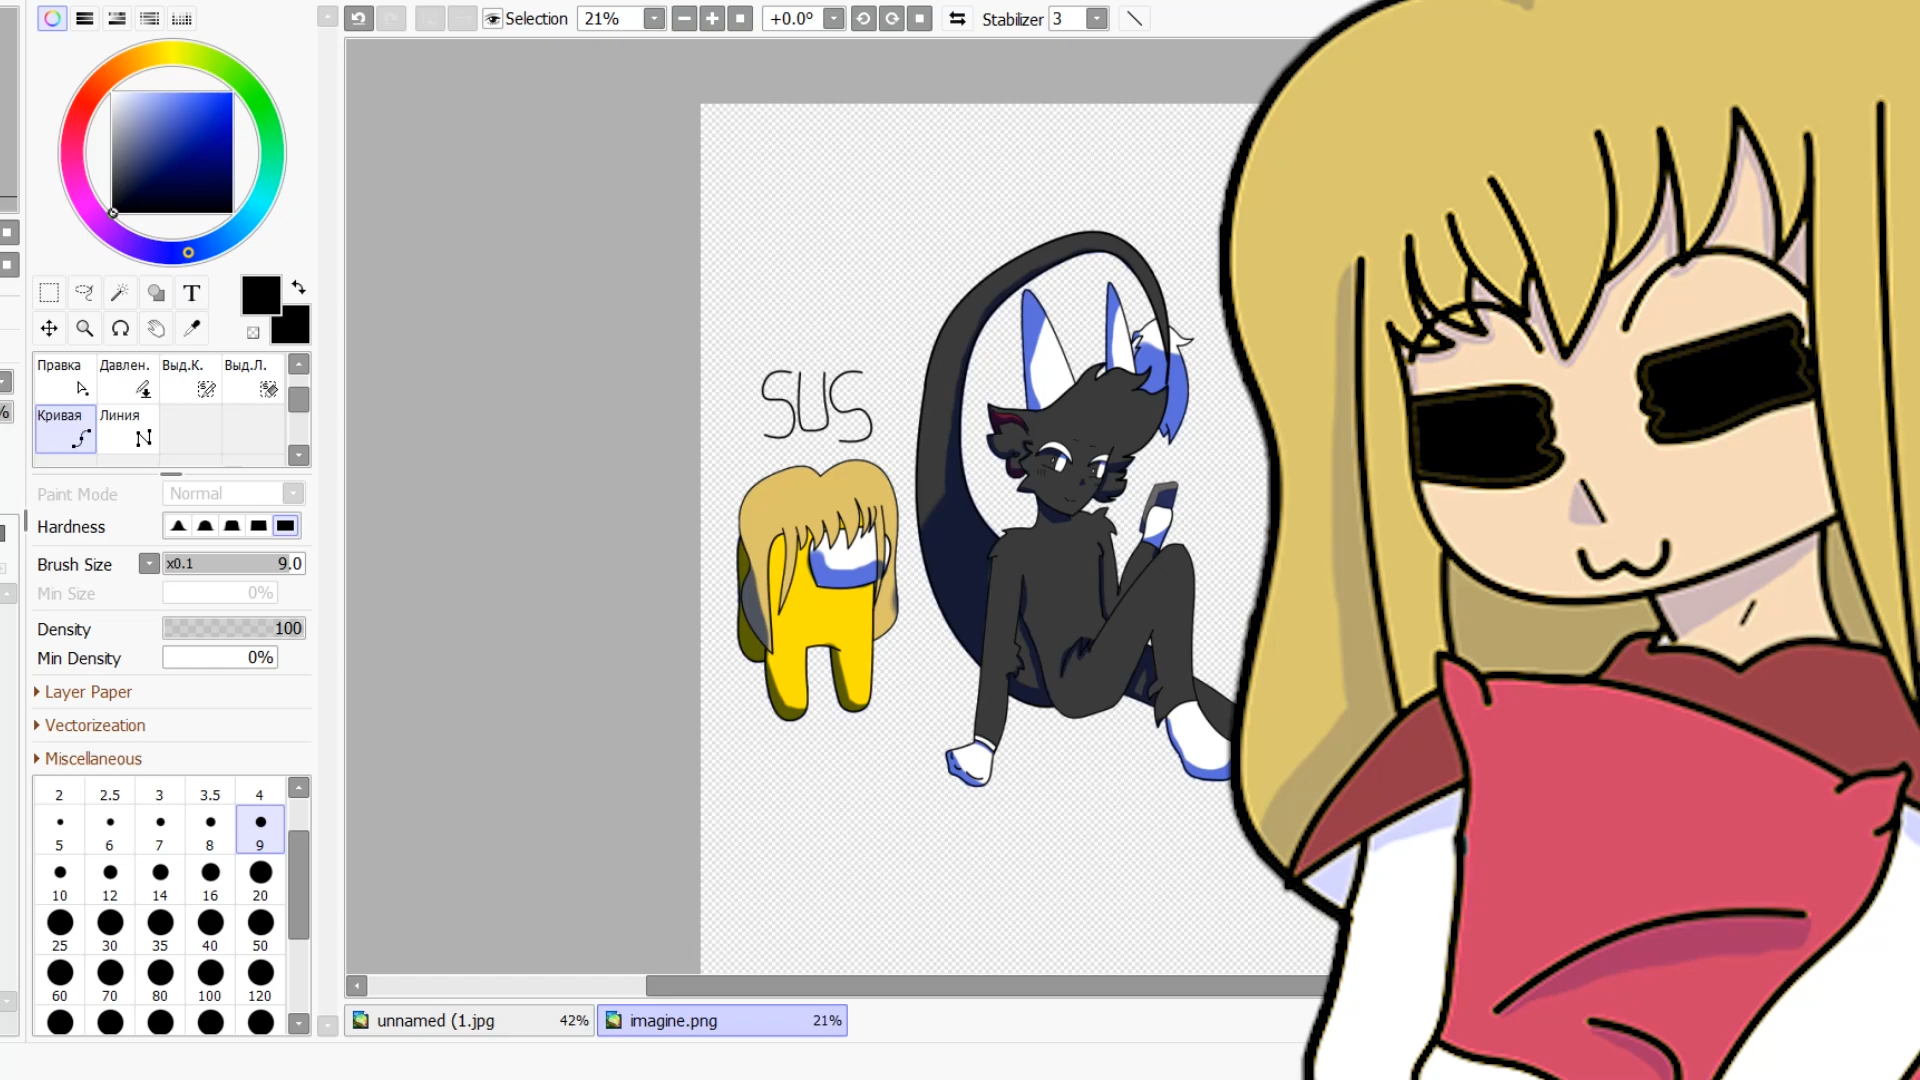 Selection 21% +0.0° Stabilizer 3
T
Правка Давлен. Выд.К. Выд.Л.
Кривая Линия
Paint Mode Normal
Hardness
Brush Size x0.1 9.0
Min Size 0%
Density 100
Min Density 0%
Layer Paper
Vectorizeation
Miscellaneous
2 2.5 3 3.5 4
5 6 7 8 9
10 12 14 16 20
25 30 35 40 50
60 70 80 100 120
SUS
unnamed (1.jpg 42% imagine.png 21%
%